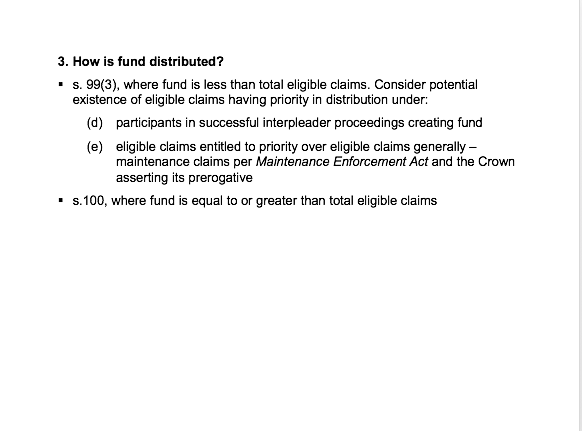 3. How is fund distributed?
▪ s. 99(3), where fund is less than total eligible claims. Consider potential
existence of eligible claims having priority in distribution under:
(d) participants in successful interpleader proceedings creating fund
(e) eligible claims entitled to priority over eligible claims generally –
maintenance claims per Maintenance Enforcement Act and the Crown
asserting its prerogative
▪ s.100, where fund is equal to or greater than total eligible claims